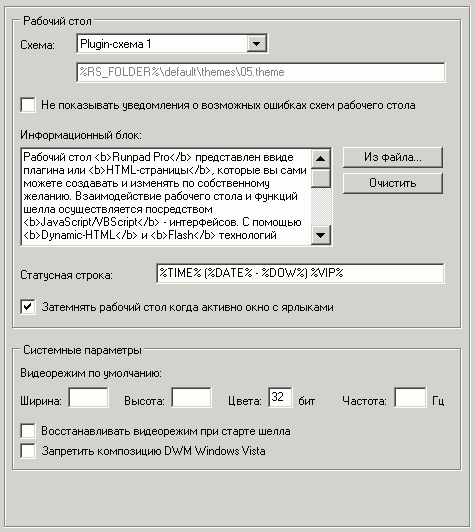 Рабочий стол
Схема: Plugin-схема 1
%RS_FOLDER%\default\themes\05.theme
Не показывать уведомления о возможных ошибках схем рабочего стола
Информационный блок:
Рабочий стол <b>Runpad Pro</b> представлен ввиде
плагина или <b>HTML-страницы</b>, которые вы сами
можете создавать и изменять по собственному
желанию. Взаимодействие рабочего стола и функций
шелла осуществляется посредством
<b>JavaScript/VBScript</b> - интерфейсов. С помощью
<b>Dynamic-HTML</b> и <b>Flash</b> технологий
Из файла...
Очистить
Статусная строка: %TIME% (%DATE% - %DOW%) %VIP%
Затемнять рабочий стол когда активно окно с ярлыками
Системные параметры
Видеорежим по умолчанию:
Ширина: Высота: Цвета: 32 бит Частота: Гц
Восстанавливать видеорежим при старте шелла
Запретить композицию DWM Windows Vista